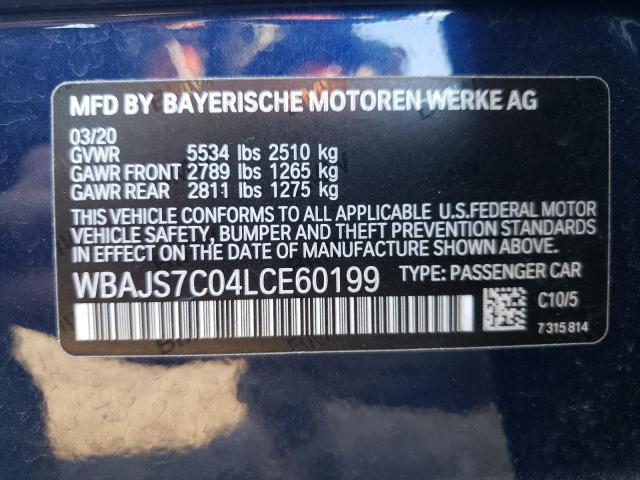 MFD BY BAYERISCHE MOTOREN WERKE AG
03/20
GVWR 5534 lbs 2510 kg
GAWR FRONT 2789 lbs 1265 kg
GAWR REAR 2811 lbs 1275 kg
THIS VEHICLE CONFORMS TO ALL APPLICABLE U.S.FEDERAL MOTOR
VEHICLE SAFETY, BUMPER AND THEFT PREVENTION STANDARDS
IN EFFECT ON THE DATE OF MANUFACTURE SHOWN ABOVE.
WBAJS7C04LCE60199 TYPE: PASSENGER CAR
C10/5
7 315 814